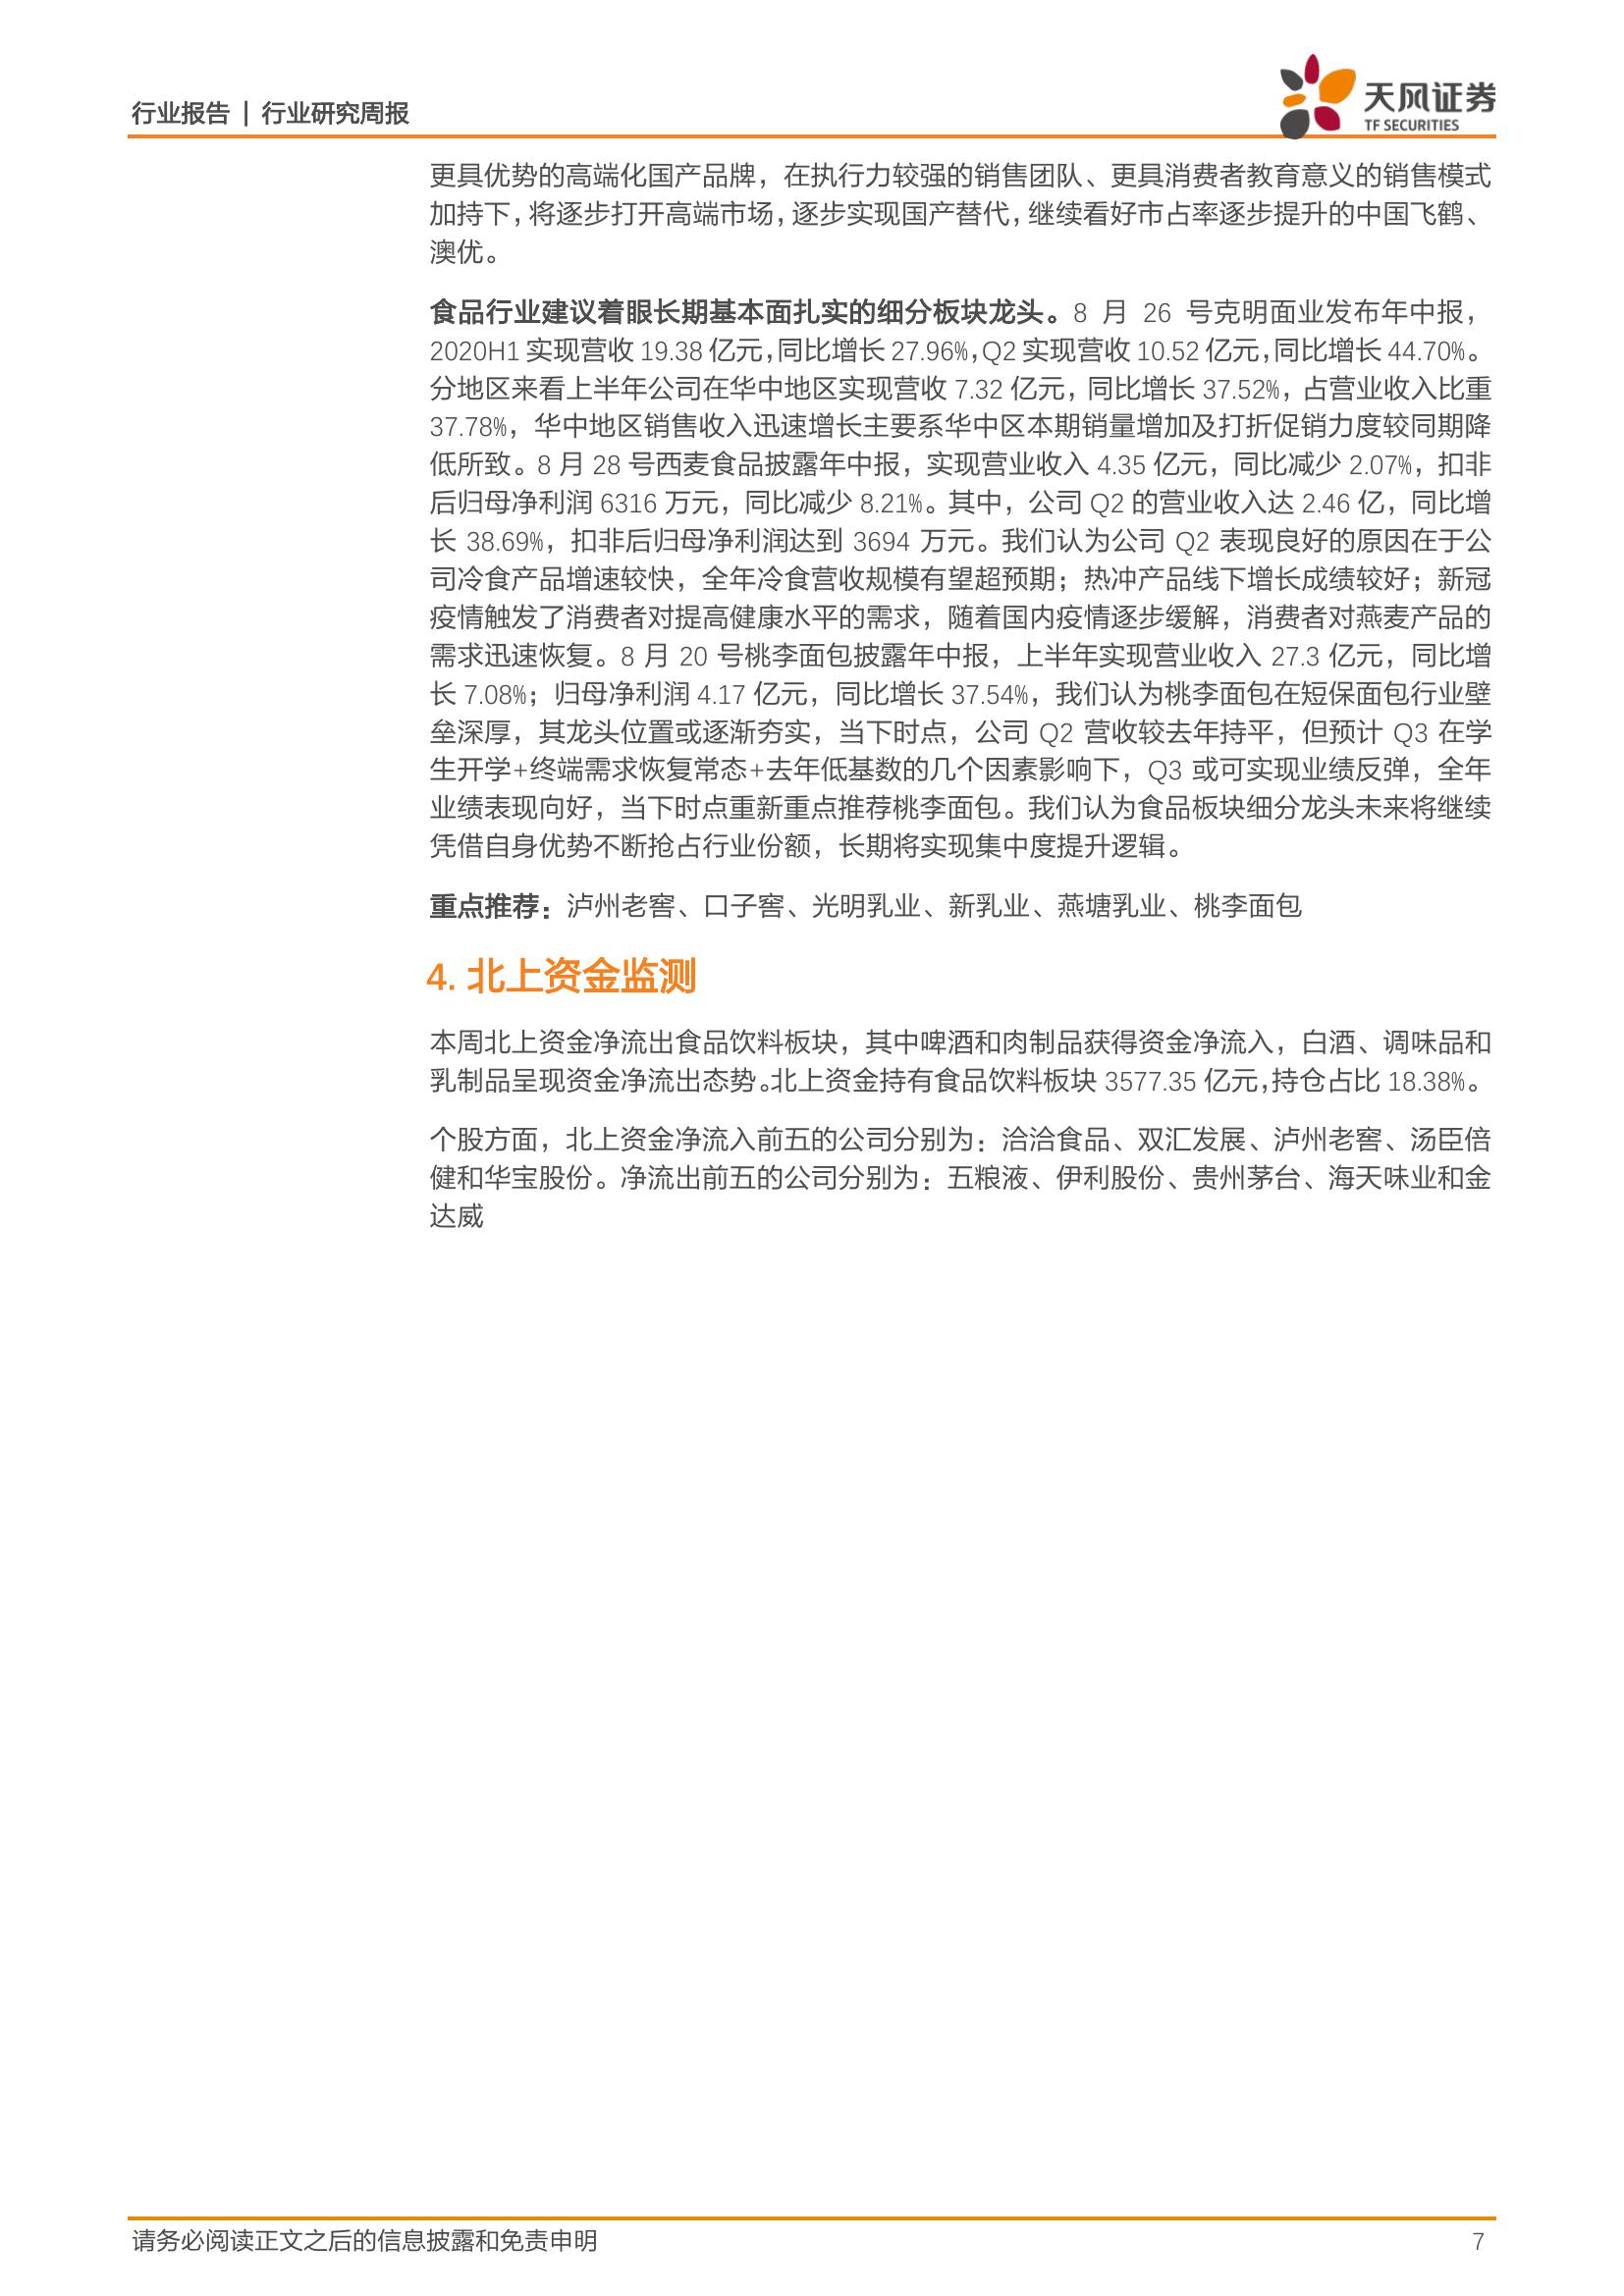 行业报告 | 行业研究周报
天风证券
TF SECURITIES
更具优势的高端化国产品牌，在执行力较强的销售团队、更具消费者教育意义的销售模式
加持下，将逐步打开高端市场，逐步实现国产替代，继续看好市占率逐步提升的中国飞鹤、
澳优。
食品行业建议着眼长期基本面扎实的细分板块龙头。8 月 26 号克明面业发布年中报，
2020H1 实现营收 19.38 亿元，同比增长 27.96%，Q2 实现营收 10.52 亿元，同比增长 44.70%。
分地区来看上半年公司在华中地区实现营收 7.32 亿元，同比增长 37.52%，占营业收入比重
37.78%，华中地区销售收入迅速增长主要系华中区本期销量增加及打折促销力度较同期降
低所致。8 月 28 号西麦食品披露年中报，实现营业收入 4.35 亿元，同比减少 2.07%，扣非
后归母净利润 6316 万元，同比减少 8.21%。其中，公司 Q2 的营业收入达 2.46 亿，同比增
长 38.69%，扣非后归母净利润达到 3694 万元。我们认为公司 Q2 表现良好的原因在于公
司冷食产品增速较快，全年冷食营收规模有望超预期；热冲产品线下增长成绩较好；新冠
疫情触发了消费者对提高健康水平的需求，随着国内疫情逐步缓解，消费者对燕麦产品的
需求迅速恢复。8 月 20 号桃李面包披露年中报，上半年实现营业收入 27.3 亿元，同比增
长 7.08%；归母净利润 4.17 亿元，同比增长 37.54%，我们认为桃李面包在短保面包行业壁
垒深厚，其龙头位置或逐渐夯实，当下时点，公司 Q2 营收较去年持平，但预计 Q3 在学
生开学+终端需求恢复常态+去年低基数的几个因素影响下，Q3 或可实现业绩反弹，全年
业绩表现向好，当下时点重新重点推荐桃李面包。我们认为食品板块细分龙头未来将继续
凭借自身优势不断抢占行业份额，长期将实现集中度提升逻辑。
重点推荐：泸州老窖、口子窖、光明乳业、新乳业、燕塘乳业、桃李面包
4. 北上资金监测
本周北上资金净流出食品饮料板块，其中啤酒和肉制品获得资金净流入，白酒、调味品和
乳制品呈现资金净流出态势。北上资金持有食品饮料板块 3577.35 亿元，持仓占比 18.38%。
个股方面，北上资金净流入前五的公司分别为：洽洽食品、双汇发展、泸州老窖、汤臣倍
健和华宝股份。净流出前五的公司分别为：五粮液、伊利股份、贵州茅台、海天味业和金
达威
请务必阅读正文之后的信息披露和免责申明
7